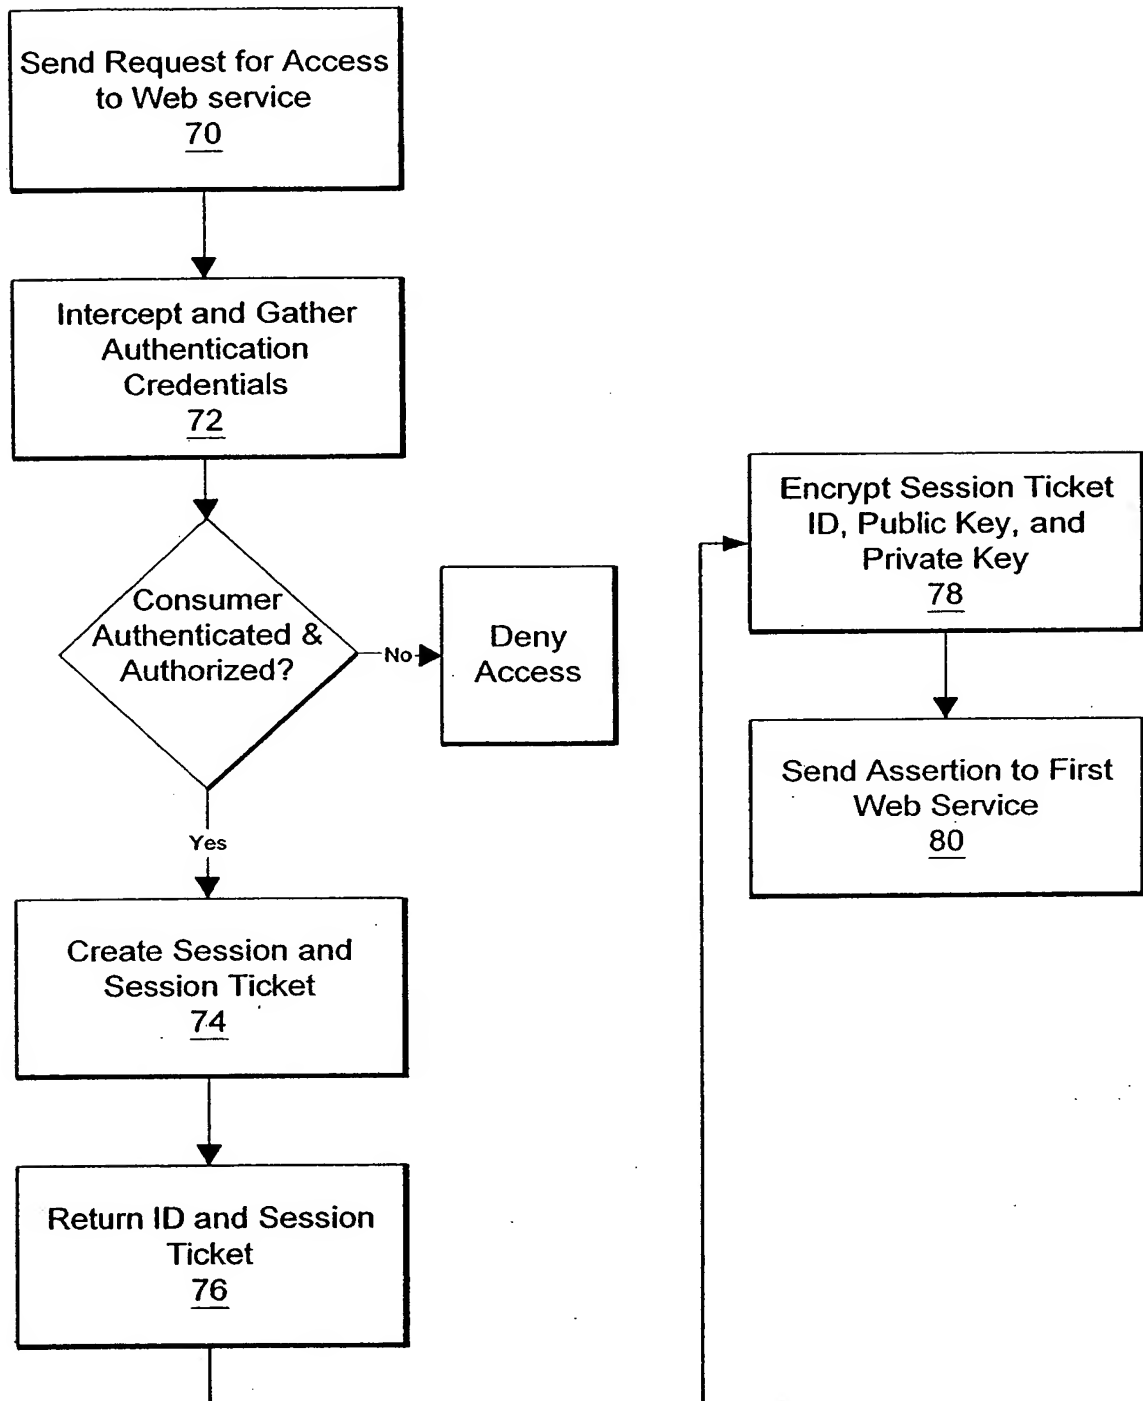 Send Request for Access
to Web service
70
Intercept and Gather
Authentication
Credentials
72
Consumer
Authenticated &
Authorized?
No
Deny
Access
Yes
Create Session and
Session Ticket
74
Return ID and Session
Ticket
76
Encrypt Session Ticket
ID, Public Key, and
Private Key
78
Send Assertion to First
Web Service
80